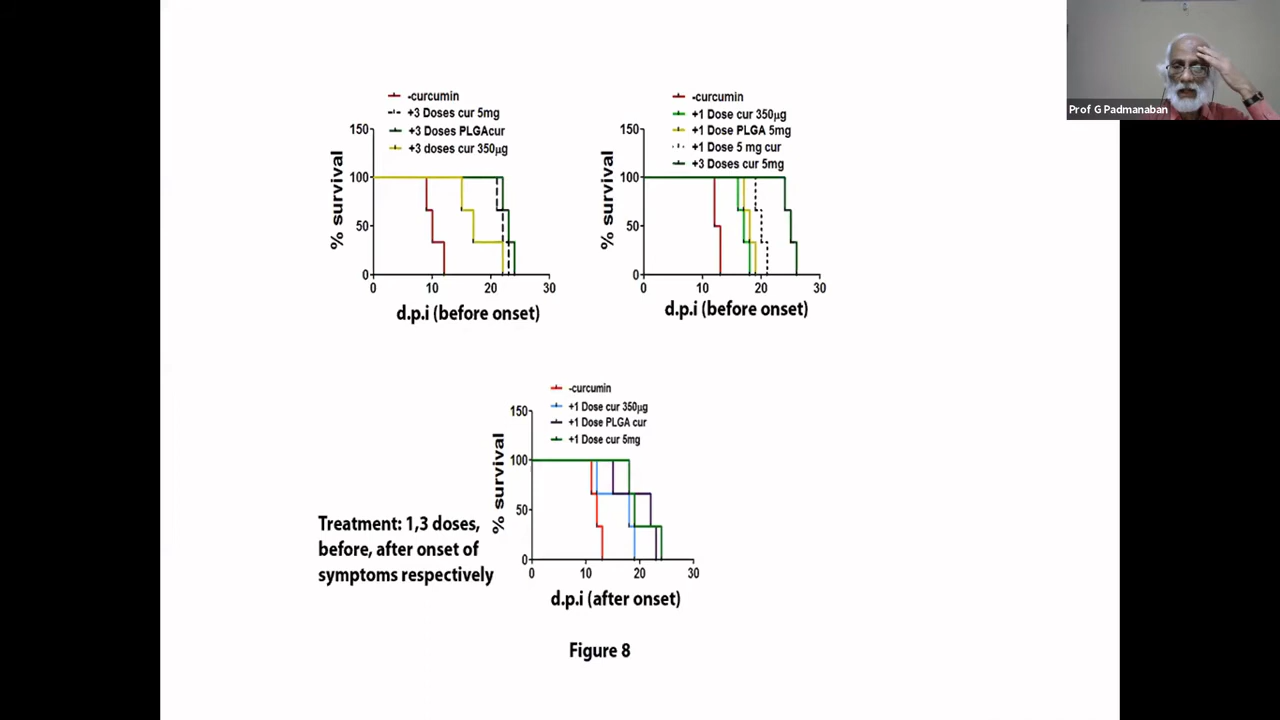 Prof G Padmanaban
-curcumin
+3 Doses cur 5mg
+3 Doses PLGAcur
+3 doses cur 350µg
150
100
50
0
% survival
0 10 20 30
d.p.i (before onset)
-curcumin
+1 Dose cur 350µg
+1 Dose PLGA 5mg
+1 Dose 5 mg cur
+3 Doses cur 5mg
150
100
50
0
% survival
0 10 20 30
d.p.i (before onset)
-curcumin
+1 Dose cur 350µg
+1 Dose PLGA cur
+1 Dose cur 5mg
150
100
50
0
% survival
0 10 20 30
d.p.i (after onset)
Treatment: 1,3 doses,
before, after onset of
symptoms respectively
Figure 8